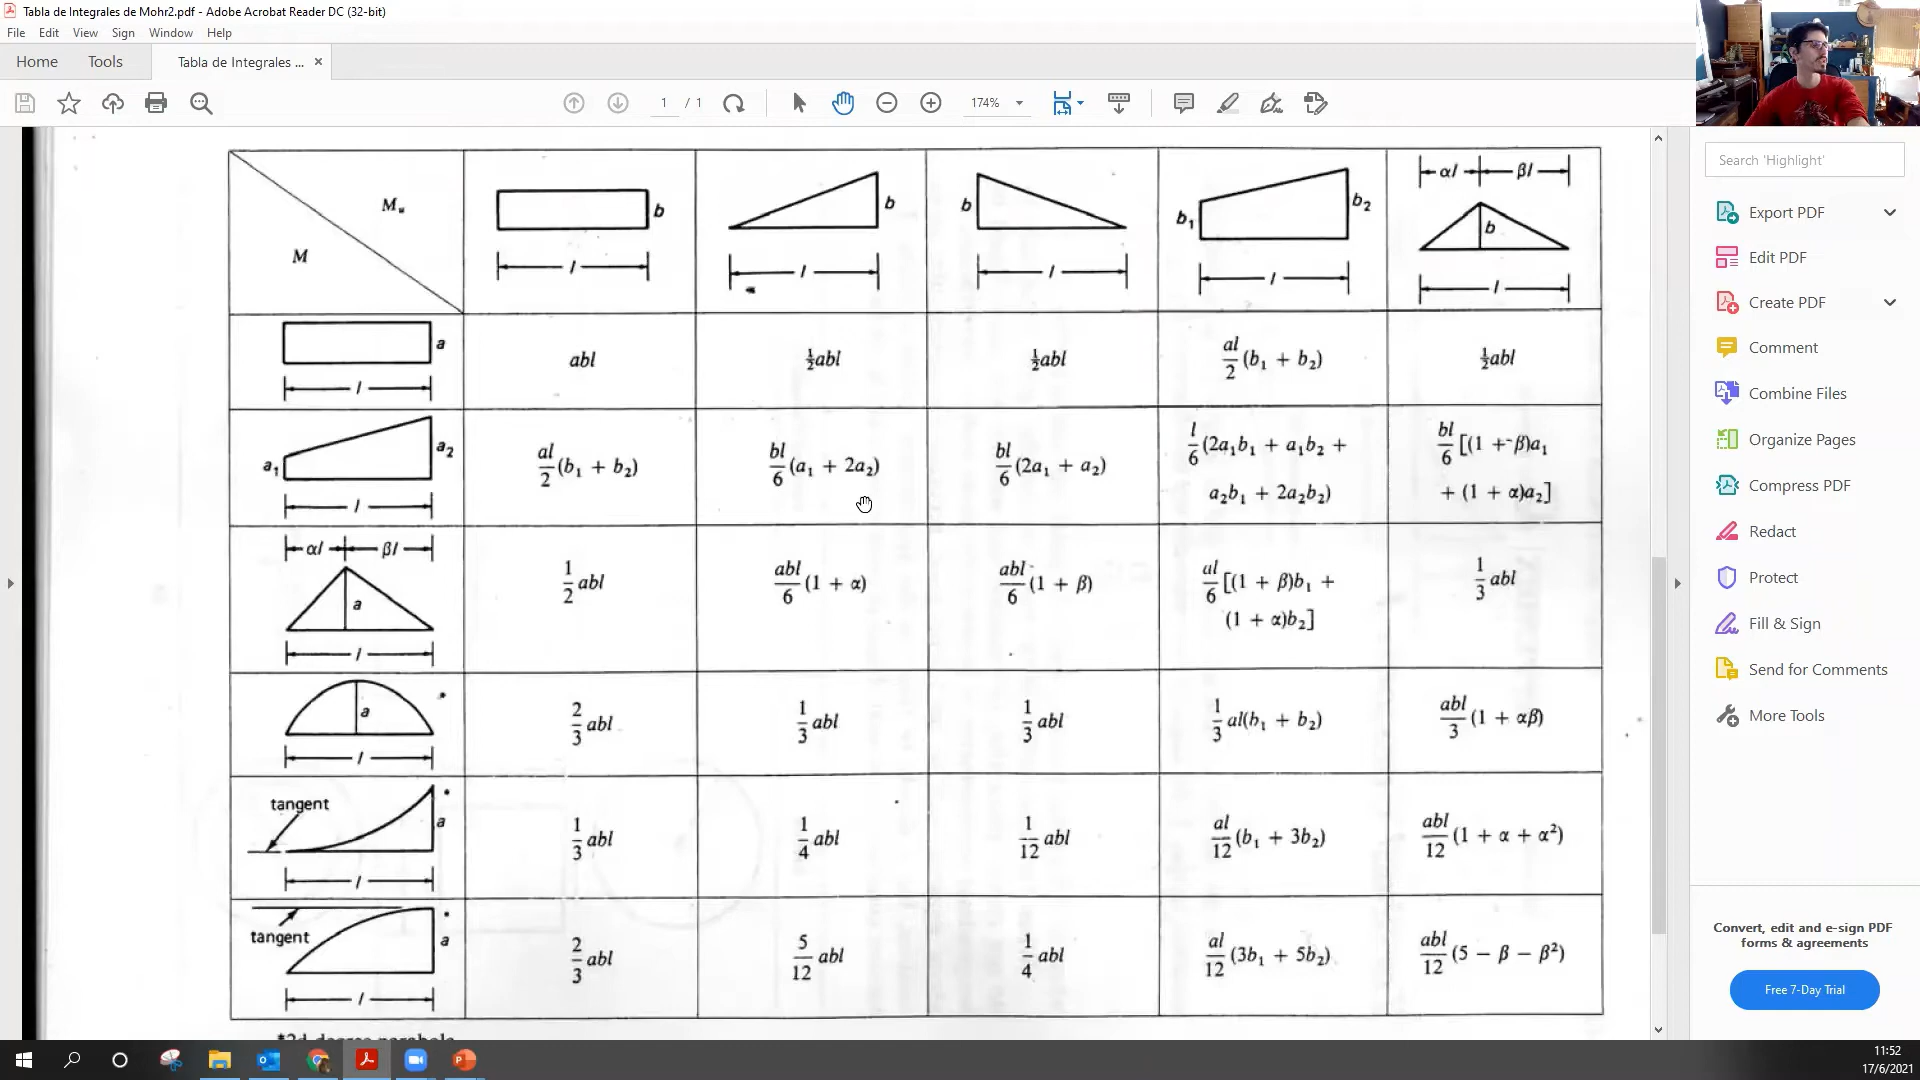 Tabla de Integrales de Mohr2.pdf - Adobe Acrobat Reader DC (32-bit)
File Edit View Sign Window Help
Home Tools Tabla de Integrales ... ×
1 / 1 174%
M_u
M
b
l
b
l
b
l
b₁ b₂
l
αl βl
b
l
a
l
abl
½abl
½abl
al/2 (b₁ + b₂)
½abl
a₁ a₂
l
al/2 (b₁ + b₂)
bl/6 (a₁ + 2a₂)
bl/6 (2a₁ + a₂)
l/6 (2a₁b₁ + a₁b₂ +
a₂b₁ + 2a₂b₂)
bl/6 [(1 + β)a₁
+ (1 + α)a₂]
αl βl
a
l
1/2 abl
abl/6 (1 + α)
abl/6 (1 + β)
al/6 [(1 + β)b₁ +
(1 + α)b₂]
1/3 abl
*
a
l
2/3 abl
1/3 abl
1/3 abl
1/3 al(b₁ + b₂)
abl/3 (1 + αβ)
tangent *
a
l
1/3 abl
1/4 abl
1/12 abl
al/12 (b₁ + 3b₂)
abl/12 (1 + α + α²)
tangent *
a
l
2/3 abl
5/12 abl
1/4 abl
al/12 (3b₁ + 5b₂)
abl/12 (5 − β − β²)
*2d degree parabola
Search 'Highlight'
Export PDF
Edit PDF
Create PDF
Comment
Combine Files
Organize Pages
Compress PDF
Redact
Protect
Fill & Sign
Send for Comments
More Tools
Convert, edit and e-sign PDF
forms & agreements
Free 7-Day Trial
11:52
17/6/2021